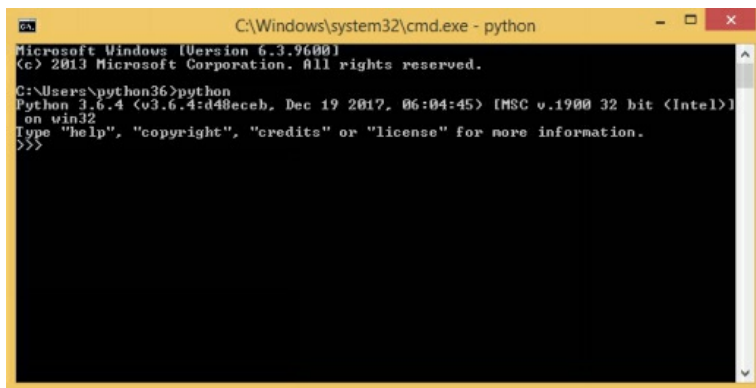 C:\Windows\system32\cmd.exe - python
Microsoft Windows [Version 6.3.9600]
(c) 2013 Microsoft Corporation. All rights reserved.
C:\Users\python36>python
Python 3.6.4 (v3.6.4:d48eceb, Dec 19 2017, 06:04:45) [MSC v.1900 32 bit (Intel)]
on win32
Type "help", "copyright", "credits" or "license" for more information.
>>>